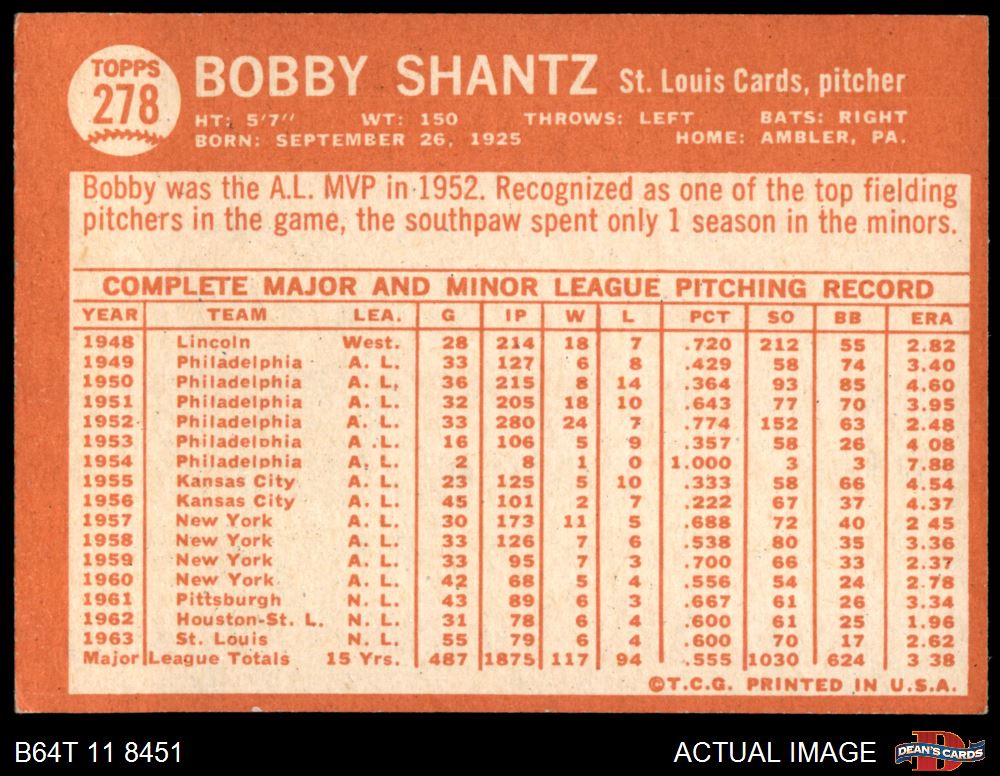 TOPPS
278
BOBBY SHANTZ St. Louis Cards, pitcher
HT: 5'7" WT: 150 THROWS: LEFT BATS: RIGHT
BORN: SEPTEMBER 26, 1925 HOME: AMBLER, PA.
Bobby was the A.L. MVP in 1952. Recognized as one of the top fielding
pitchers in the game, the southpaw spent only 1 season in the minors.
COMPLETE MAJOR AND MINOR LEAGUE PITCHING RECORD
YEAR TEAM LEA. G IP W L PCT SO BB ERA
1948 Lincoln West. 28 214 18 7 .720 212 55 2.82
1949 Philadelphia A. L. 33 127 6 8 .429 58 74 3.40
1950 Philadelphia A. L. 36 215 8 14 .364 93 85 4.60
1951 Philadelphia A. L. 32 205 18 10 .643 77 70 3.95
1952 Philadelphia A. L. 33 280 24 7 .774 152 63 2.48
1953 Philadelphia A .L. 16 106 5 9 .357 58 26 4 08
1954 Philadelphia A. L. 2 8 1 0 1.000 3 3 7.88
1955 Kansas City A. L. 23 125 5 10 .333 58 66 4.54
1956 Kansas City A. L. 45 101 2 7 .222 67 37 4.37
1957 New York A. L. 30 173 11 5 .688 72 40 2 45
1958 New York A. L. 33 126 7 6 .538 80 35 3.36
1959 New York A. L. 33 95 7 3 .700 66 33 2.37
1960 New York A. L. 42 68 5 4 .556 54 24 2.78
1961 Pittsburgh N. L. 43 89 6 3 .667 61 26 3.34
1962 Houston-St. L. N. L. 31 78 6 4 .600 61 25 1.96
1963 St. Louis N. L. 55 79 6 4 .600 70 17 2.62
Major League Totals 15 Yrs. 487 1875 117 94 .555 1030 624 3 38
©T.C.G. PRINTED IN U.S.A.
B64T 11 8451 ACTUAL IMAGE DEAN'S CARDS